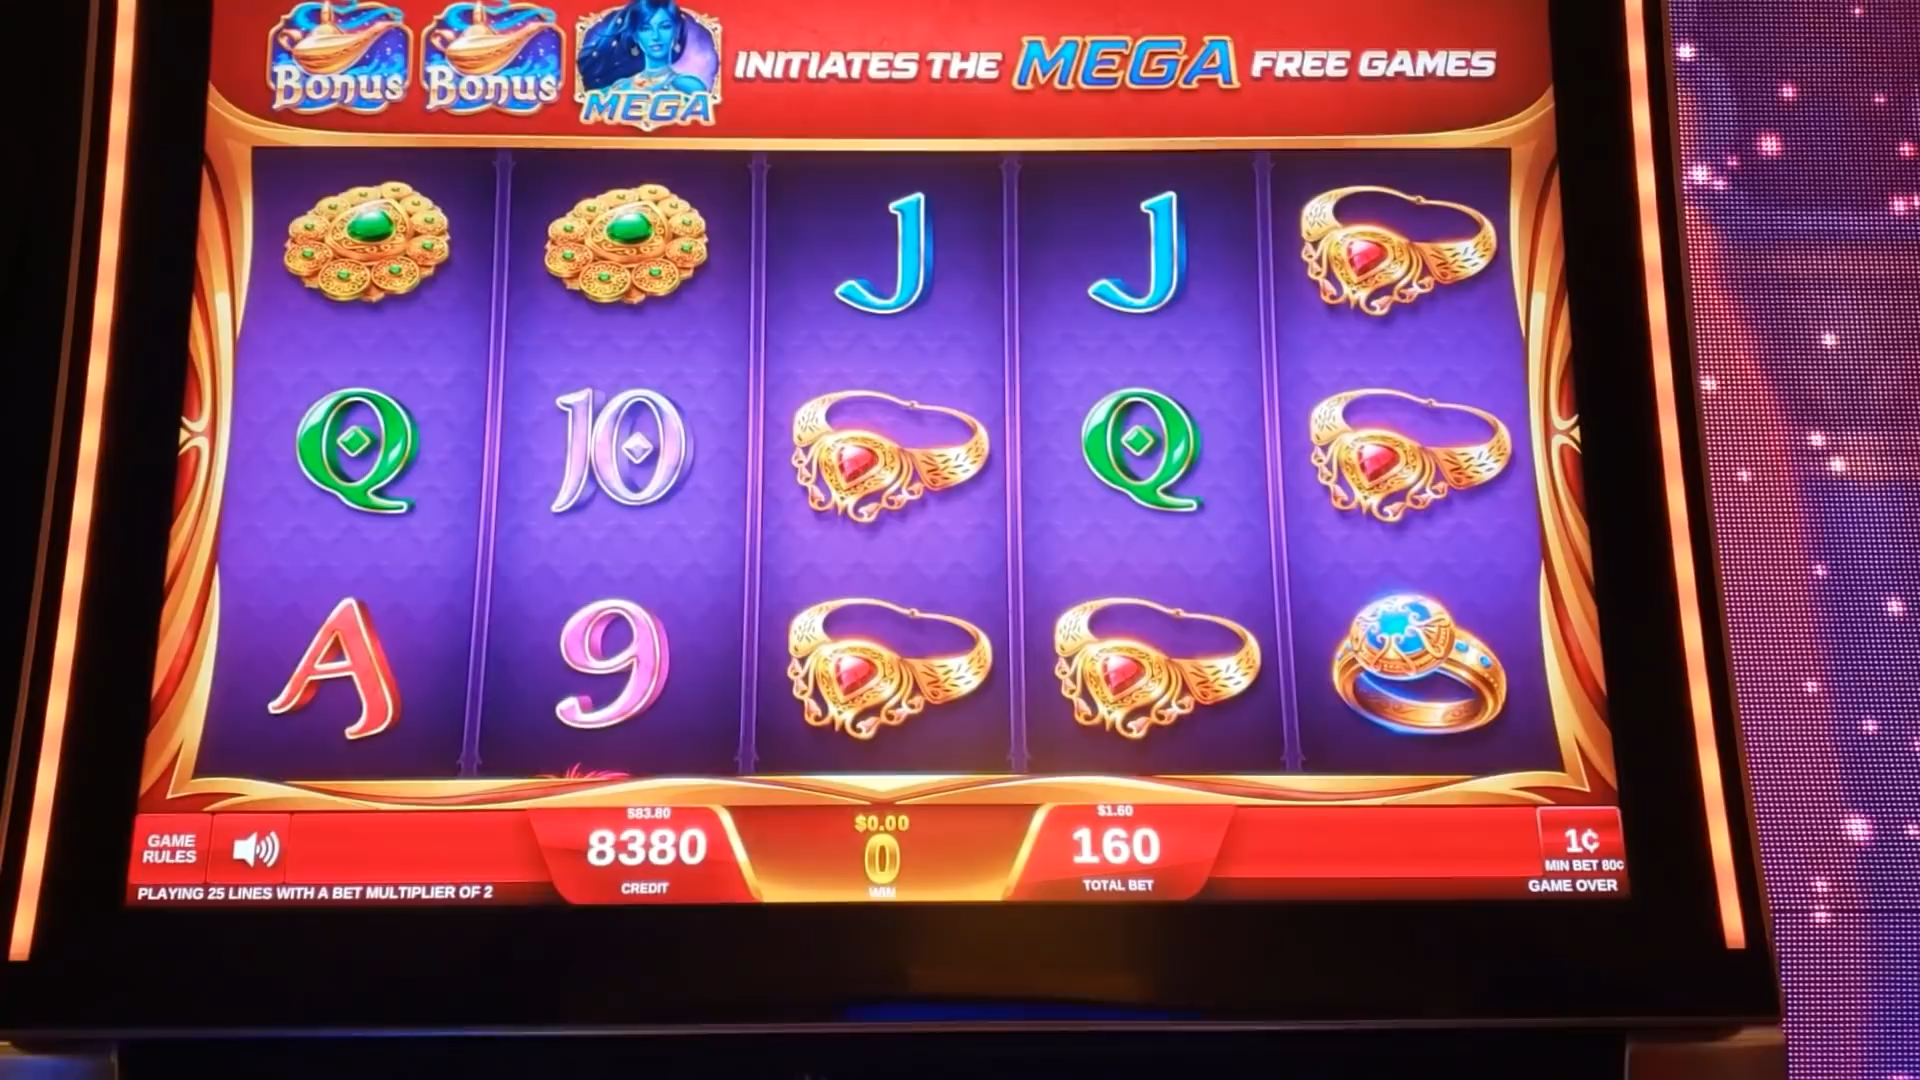 Bonus Bonus MEGA INITIATES THE MEGA FREE GAMES
J J
Q 10 Q
A 9
GAME RULES
$83.80
8380
CREDIT
$0.00
0
WIN
$1.60
160
TOTAL BET
1¢
MIN BET 80¢
PLAYING 25 LINES WITH A BET MULTIPLIER OF 2
GAME OVER